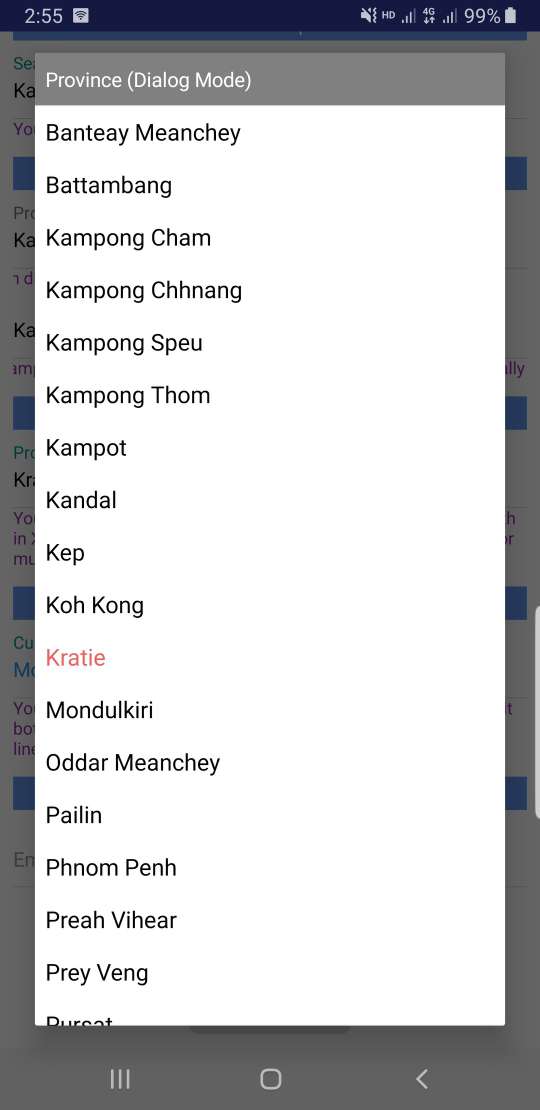 2:55
HD 4G 99%
Province (Dialog Mode)
Banteay Meanchey
Battambang
Kampong Cham
Kampong Chhnang
Kampong Speu
Kampong Thom
Kampot
Kandal
Kep
Koh Kong
Kratie
Mondulkiri
Oddar Meanchey
Pailin
Phnom Penh
Preah Vihear
Prey Veng
Pursat